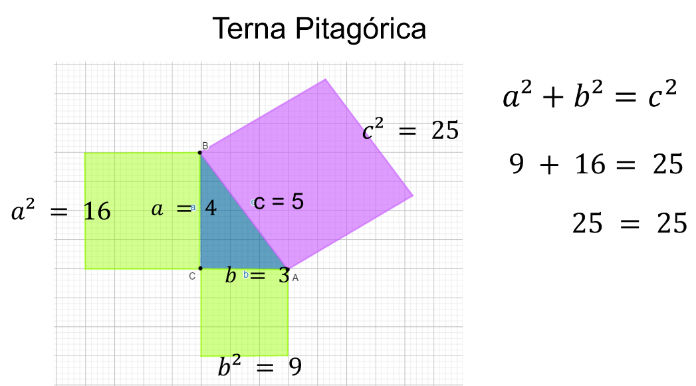 Terna Pitagórica
a² + b² = c²
B
c² = 25
9 + 16 = 25
a² = 16
a = 4
a
c = 5
25 = 25
C
b = 3
b
A
b² = 9